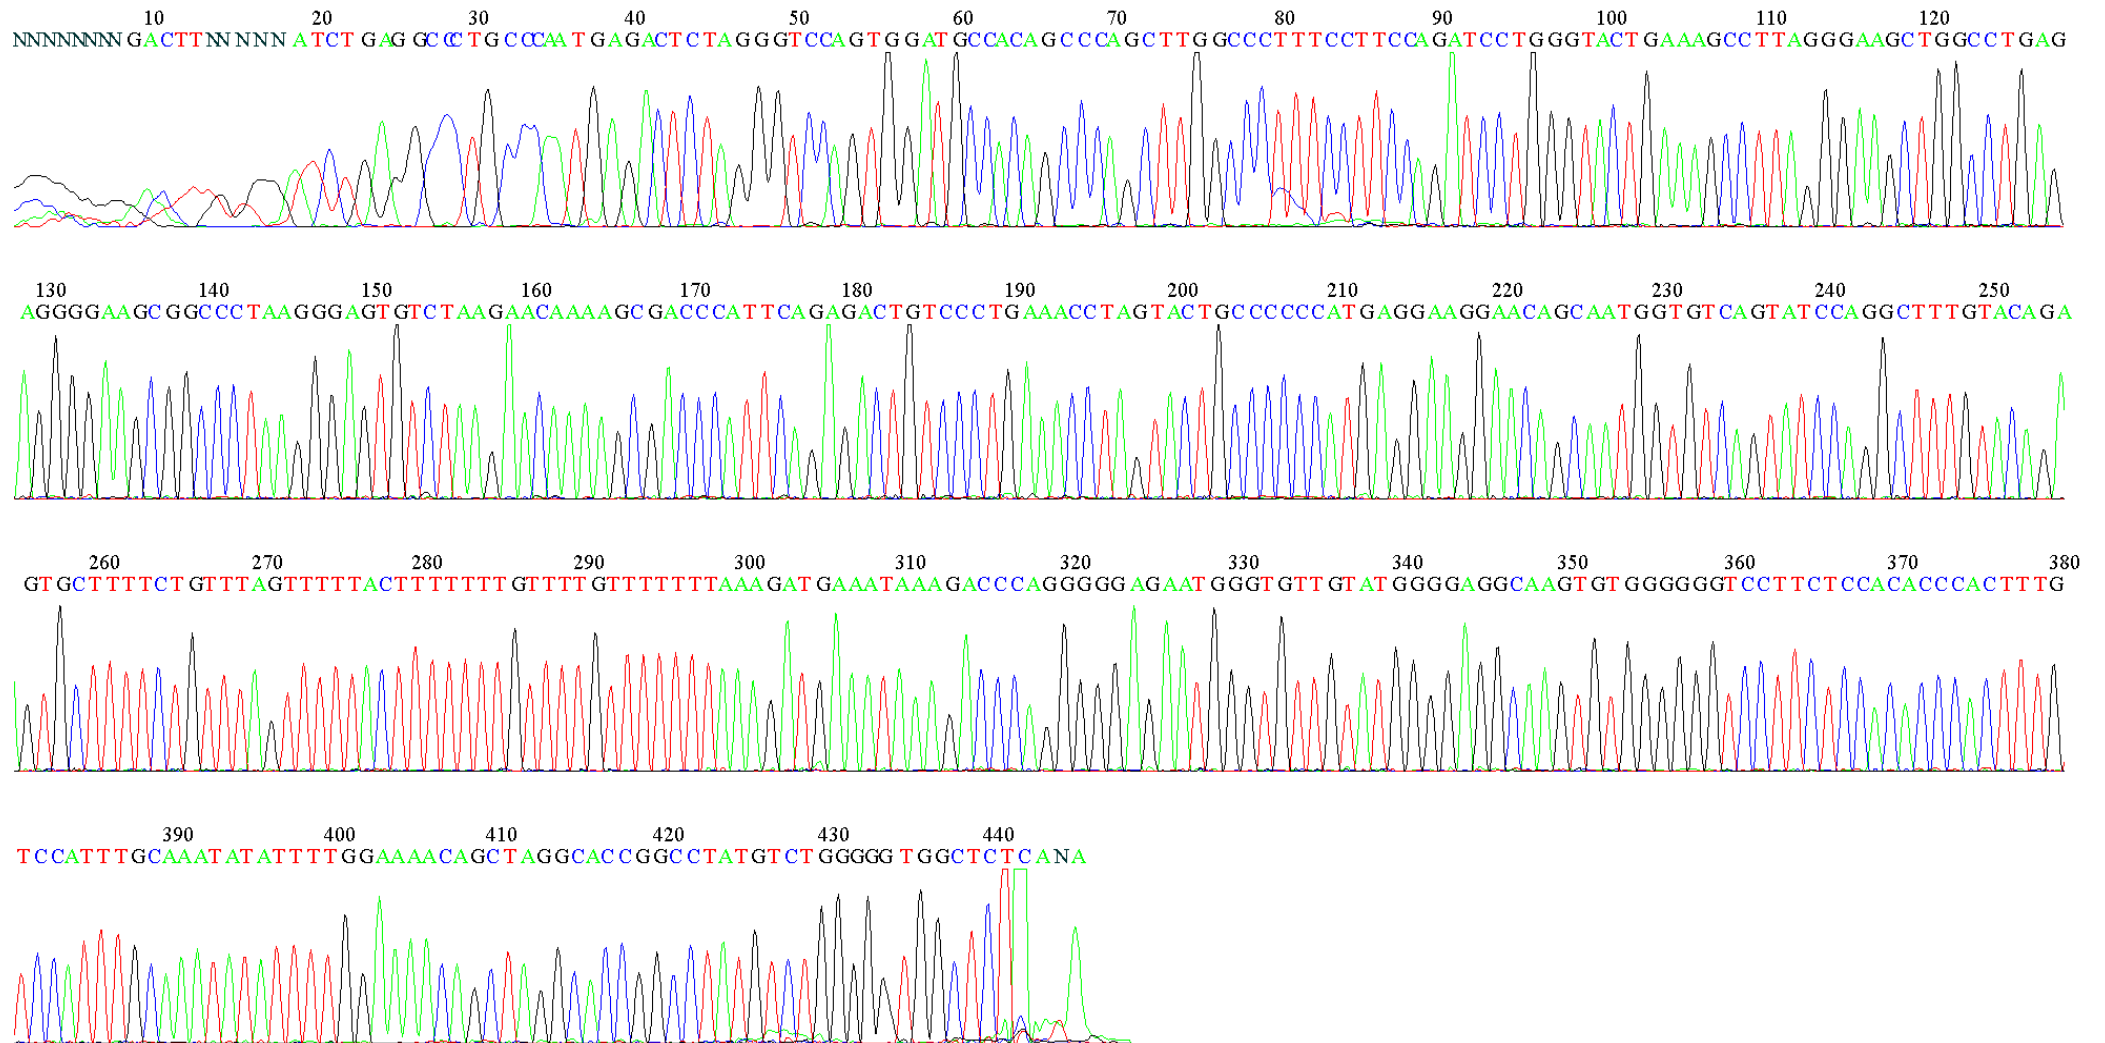 10 20 30 40 50 60 70 80 90 100 110 120
NNNNNNNGACTTNNNNNATCTGAGGCCCTGCCCAATGAGACTCTAGGGTCCAGTGGATGCCACAGCCCAGCTTGGCCCTTTCCTTCCAGATCCTGGGTACTGAAAGCCTTAGGGAAGCTGGCCTGAG
130 140 150 160 170 180 190 200 210 220 230 240 250
AGGGGAAGCGGCCCTAAGGGAGTGTCTAAGAACAAAAGCGACCCATTCAGAGACTGTCCCTGAAACCTAGTACTGCCCCCCATGAGGAAGGAACAGCAATGGTGTCAGTATCCAGGCTTTGTACAGA
260 270 280 290 300 310 320 330 340 350 360 370 380
GTGCTTTTCTGTTTAGTTTTTACTTTTTTTGTTTTGTTTTTTTAAAGATGAAATAAAGACCCAGGGGGAGAATGGGTGTTGTATGGGGAGGCAAGTGTGGGGGGTCCTTCTCCACACCCACTTTG
390 400 410 420 430 440
TCCATTTGCAAATATATTTTGGAAAACAGCTAGGCACCGGCCTATGTCTGGGGGTGGCTCTCANA